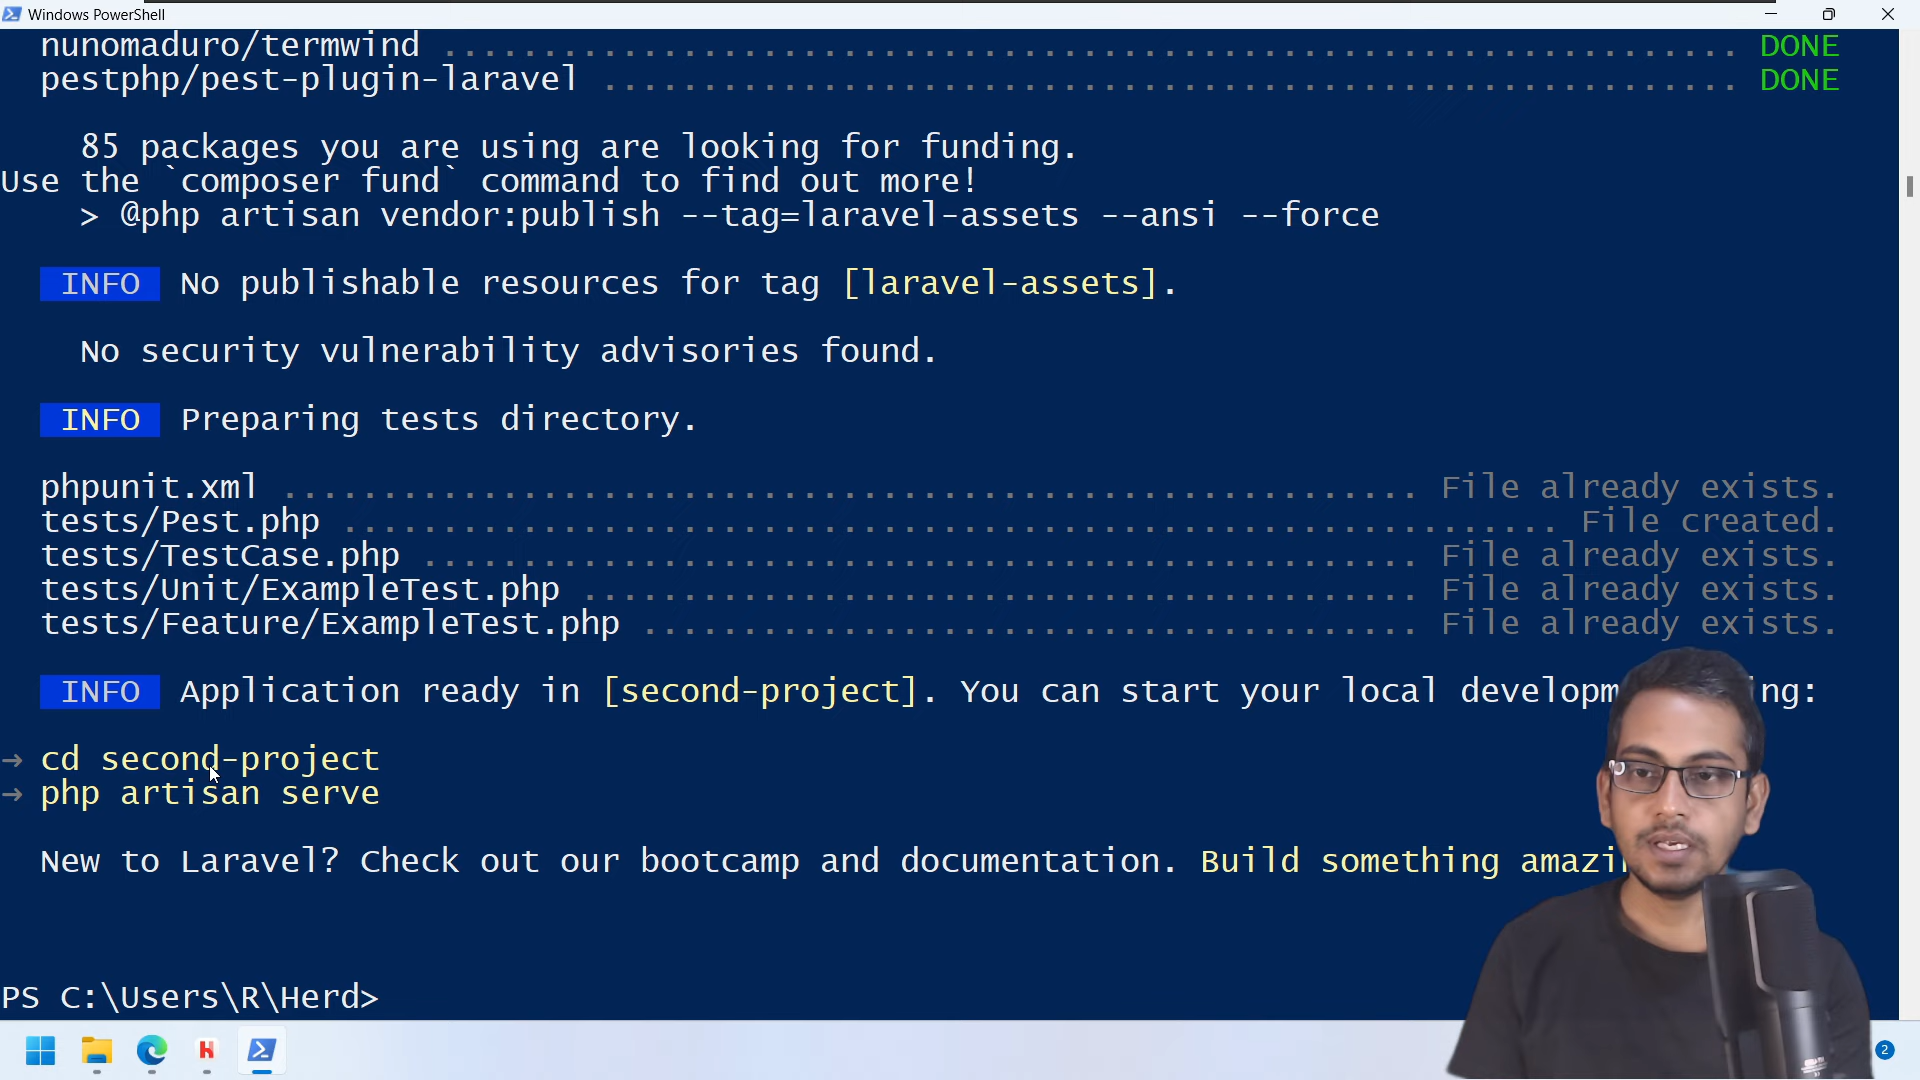 Windows PowerShell
nunomaduro/termwind ................................................................. DONE
pestphp/pest-plugin-laravel ......................................................... DONE
85 packages you are using are looking for funding.
Use the `composer fund` command to find out more!
> @php artisan vendor:publish --tag=laravel-assets --ansi --force
INFO No publishable resources for tag [laravel-assets].
No security vulnerability advisories found.
INFO Preparing tests directory.
phpunit.xml ......................................................... File already exists.
tests/Pest.php ............................................................. File created.
tests/TestCase.php .................................................. File already exists.
tests/Unit/ExampleTest.php .......................................... File already exists.
tests/Feature/ExampleTest.php ....................................... File already exists.
INFO Application ready in [second-project]. You can start your local
→ cd second-project
→ php artisan serve
New to Laravel? Check out our bootcamp and documentation. Build something
PS C:\Users\R\Herd>
2